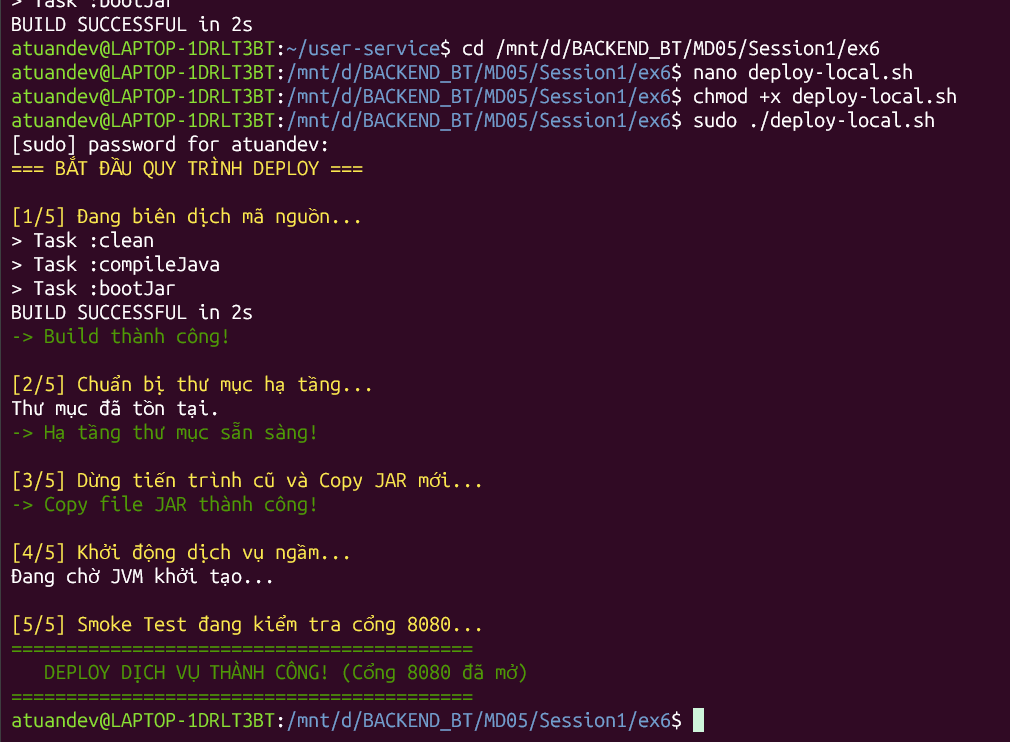 > Task :bootJar
BUILD SUCCESSFUL in 2s
atuandev@LAPTOP-1DRLT3BT:~/user-service$ cd /mnt/d/BACKEND_BT/MD05/Session1/ex6
atuandev@LAPTOP-1DRLT3BT:/mnt/d/BACKEND_BT/MD05/Session1/ex6$ nano deploy-local.sh
atuandev@LAPTOP-1DRLT3BT:/mnt/d/BACKEND_BT/MD05/Session1/ex6$ chmod +x deploy-local.sh
atuandev@LAPTOP-1DRLT3BT:/mnt/d/BACKEND_BT/MD05/Session1/ex6$ sudo ./deploy-local.sh
[sudo] password for atuandev:
=== BẮT ĐẦU QUY TRÌNH DEPLOY ===
[1/5] Đang biên dịch mã nguồn...
> Task :clean
> Task :compileJava
> Task :bootJar
BUILD SUCCESSFUL in 2s
-> Build thành công!
[2/5] Chuẩn bị thư mục hạ tầng...
Thư mục đã tồn tại.
-> Hạ tầng thư mục sẵn sàng!
[3/5] Dừng tiến trình cũ và Copy JAR mới...
-> Copy file JAR thành công!
[4/5] Khởi động dịch vụ ngầm...
Đang chờ JVM khởi tạo...
[5/5] Smoke Test đang kiểm tra cổng 8080...
==========================================
DEPLOY DỊCH VỤ THÀNH CÔNG! (Cổng 8080 đã mở)
==========================================
atuandev@LAPTOP-1DRLT3BT:/mnt/d/BACKEND_BT/MD05/Session1/ex6$